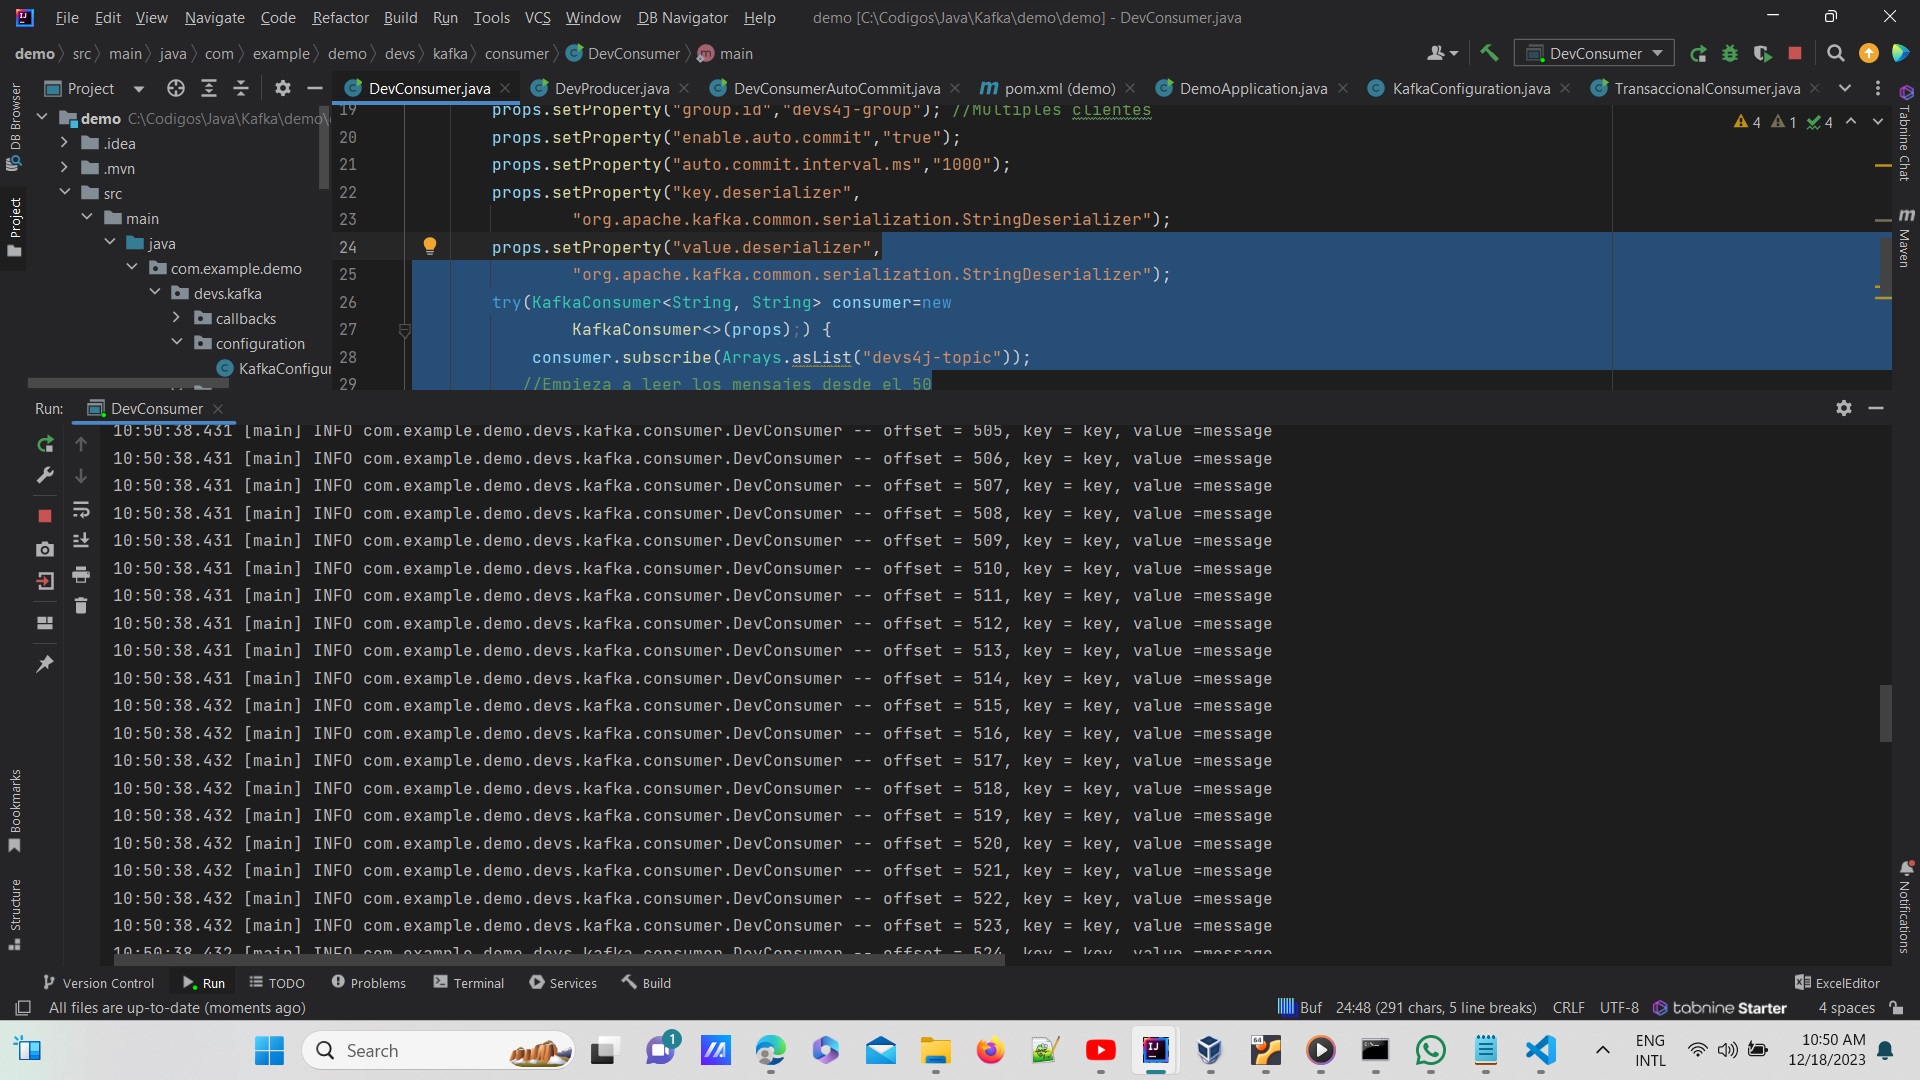 File Edit View Navigate Code Refactor Build Run Tools VCS Window DB Navigator Help demo [C:\Codigos\Java\Kafka\demo\demo] - DevConsumer.java
demo src main java com example demo devs kafka consumer DevConsumer main
DevConsumer
Project
DevConsumer.java DevProducer.java DevConsumerAutoCommit.java pom.xml (demo) DemoApplication.java KafkaConfiguration.java TransaccionalConsumer.java
DB Browser
Project
Bookmarks
Structure
demo C:\Codigos\Java\Kafka\demo\
.idea
.mvn
src
main
java
com.example.demo
devs.kafka
callbacks
configuration
KafkaConfigur
4 1 4
19 props.setProperty("group.id","devs4j-group"); //Multiples clientes
20 props.setProperty("enable.auto.commit","true");
21 props.setProperty("auto.commit.interval.ms","1000");
22 props.setProperty("key.deserializer",
23 "org.apache.kafka.common.serialization.StringDeserializer");
24 props.setProperty("value.deserializer",
25 "org.apache.kafka.common.serialization.StringDeserializer");
26 try(KafkaConsumer<String, String> consumer=new
27 KafkaConsumer<>(props);) {
28 consumer.subscribe(Arrays.asList("devs4j-topic"));
29 //Empieza a leer los mensajes desde el 50
Tabnine Chat
Maven
Notifications
Run: DevConsumer
10:50:38.431 [main] INFO com.example.demo.devs.kafka.consumer.DevConsumer -- offset = 505, key = key, value =message
10:50:38.431 [main] INFO com.example.demo.devs.kafka.consumer.DevConsumer -- offset = 506, key = key, value =message
10:50:38.431 [main] INFO com.example.demo.devs.kafka.consumer.DevConsumer -- offset = 507, key = key, value =message
10:50:38.431 [main] INFO com.example.demo.devs.kafka.consumer.DevConsumer -- offset = 508, key = key, value =message
10:50:38.431 [main] INFO com.example.demo.devs.kafka.consumer.DevConsumer -- offset = 509, key = key, value =message
10:50:38.431 [main] INFO com.example.demo.devs.kafka.consumer.DevConsumer -- offset = 510, key = key, value =message
10:50:38.431 [main] INFO com.example.demo.devs.kafka.consumer.DevConsumer -- offset = 511, key = key, value =message
10:50:38.431 [main] INFO com.example.demo.devs.kafka.consumer.DevConsumer -- offset = 512, key = key, value =message
10:50:38.431 [main] INFO com.example.demo.devs.kafka.consumer.DevConsumer -- offset = 513, key = key, value =message
10:50:38.431 [main] INFO com.example.demo.devs.kafka.consumer.DevConsumer -- offset = 514, key = key, value =message
10:50:38.432 [main] INFO com.example.demo.devs.kafka.consumer.DevConsumer -- offset = 515, key = key, value =message
10:50:38.432 [main] INFO com.example.demo.devs.kafka.consumer.DevConsumer -- offset = 516, key = key, value =message
10:50:38.432 [main] INFO com.example.demo.devs.kafka.consumer.DevConsumer -- offset = 517, key = key, value =message
10:50:38.432 [main] INFO com.example.demo.devs.kafka.consumer.DevConsumer -- offset = 518, key = key, value =message
10:50:38.432 [main] INFO com.example.demo.devs.kafka.consumer.DevConsumer -- offset = 519, key = key, value =message
10:50:38.432 [main] INFO com.example.demo.devs.kafka.consumer.DevConsumer -- offset = 520, key = key, value =message
10:50:38.432 [main] INFO com.example.demo.devs.kafka.consumer.DevConsumer -- offset = 521, key = key, value =message
10:50:38.432 [main] INFO com.example.demo.devs.kafka.consumer.DevConsumer -- offset = 522, key = key, value =message
10:50:38.432 [main] INFO com.example.demo.devs.kafka.consumer.DevConsumer -- offset = 523, key = key, value =message
10:50:38.432 [main] INFO com.example.demo.devs.kafka.consumer.DevConsumer -- offset = 524, key = key, value =message
Version Control Run TODO Problems Terminal Services Build ExcelEditor
All files are up-to-date (moments ago) Buf 24:48 (291 chars, 5 line breaks) CRLF UTF-8 tabnine Starter 4 spaces
Search 1 ENG INTL 10:50 AM
12/18/2023